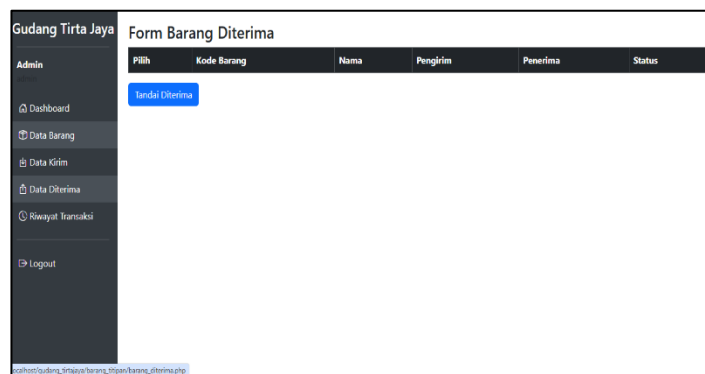 Gudang Tirta Jaya
Form Barang Diterima
Admin
Pilih Kode Barang Nama Pengirim Penerima Status
Tandai Diterima
Dashboard
Data Barang
Data Kirim
Data Diterima
Riwayat Transaksi
Logout
localhost/gudang_tirtajaya/barang_titipan/barang_diterima.php